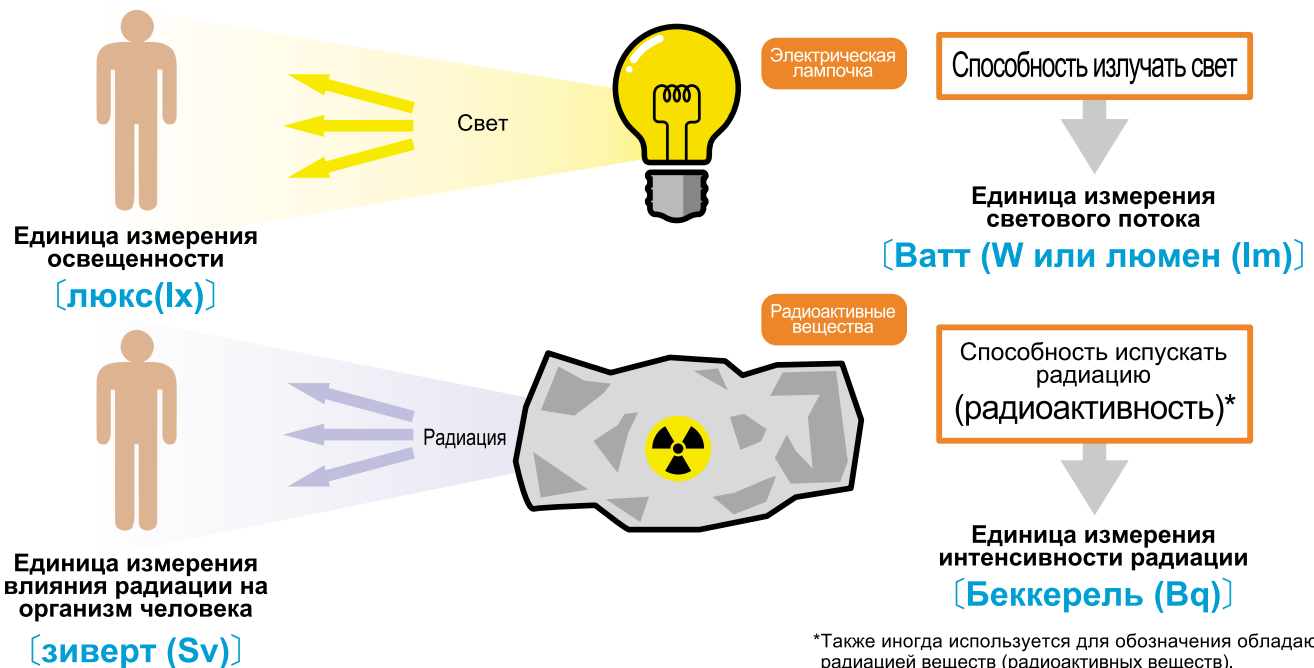 Электрическая
лампочка
Способность излучать свет
Свет
Единица измерения
светового потока
〔Ватт (W или люмен (lm)〕
Единица измерения
освещенности
〔люкс(lx)〕
Радиоактивные
вещества
Способность испускать
радиацию
(радиоактивность)*
Радиация
Единица измерения
интенсивности радиации
〔Беккерель (Bq)〕
Единица измерения
влияния радиации на
организм человека
〔зиверт (Sv)〕
*Также иногда используется для обозначения
радиацией веществ (радиоактивных веществ).